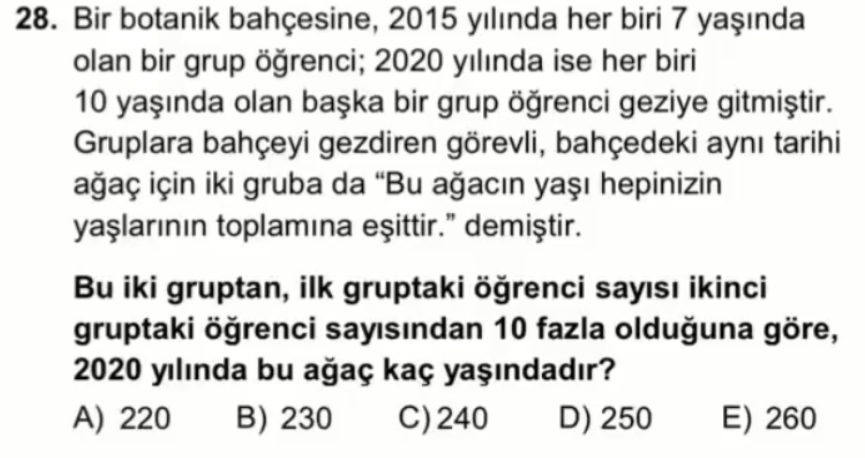 28. Bir botanik bahçesine, 2015 yılında her biri 7 yaşında
olan bir grup öğrenci; 2020 yılında ise her biri
10 yaşında olan başka bir grup öğrenci geziye gitmiştir.
Gruplara bahçeyi gezdiren görevli, bahçedeki aynı tarihi
ağaç için iki gruba da “Bu ağacın yaşı hepinizin
yaşlarının toplamına eşittir.” demiştir.
Bu iki gruptan, ilk gruptaki öğrenci sayısı ikinci
gruptaki öğrenci sayısından 10 fazla olduğuna göre,
2020 yılında bu ağaç kaç yaşındadır?
A) 220 B) 230 C) 240 D) 250 E) 260